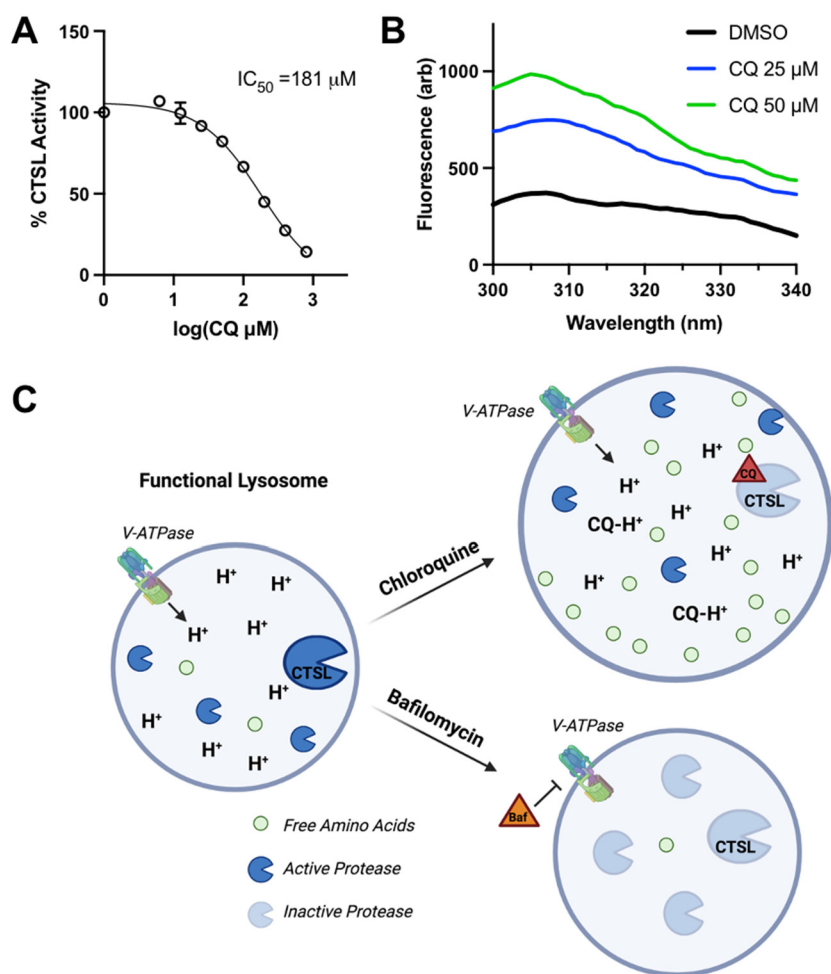 A
150
100
50
0
% CTSL Activity
IC50 =181 μM
0 1 2 3
log(CQ μM)
B
1000
500
0
Fluorescence (arb)
DMSO
CQ 25 μM
CQ 50 μM
300 310 320 330 340
Wavelength (nm)
C
Functional Lysosome
V-ATPase
H+ H+
H+ H+
CTSL
H+
H+ H+ H+
Chloroquine
V-ATPase
H+
H+
CQ
CTSL
H+
CQ-H+
H+ H+
H+
CQ-H+
Bafilomycin
V-ATPase
Baf
CTSL
Free Amino Acids
Active Protease
Inactive Protease